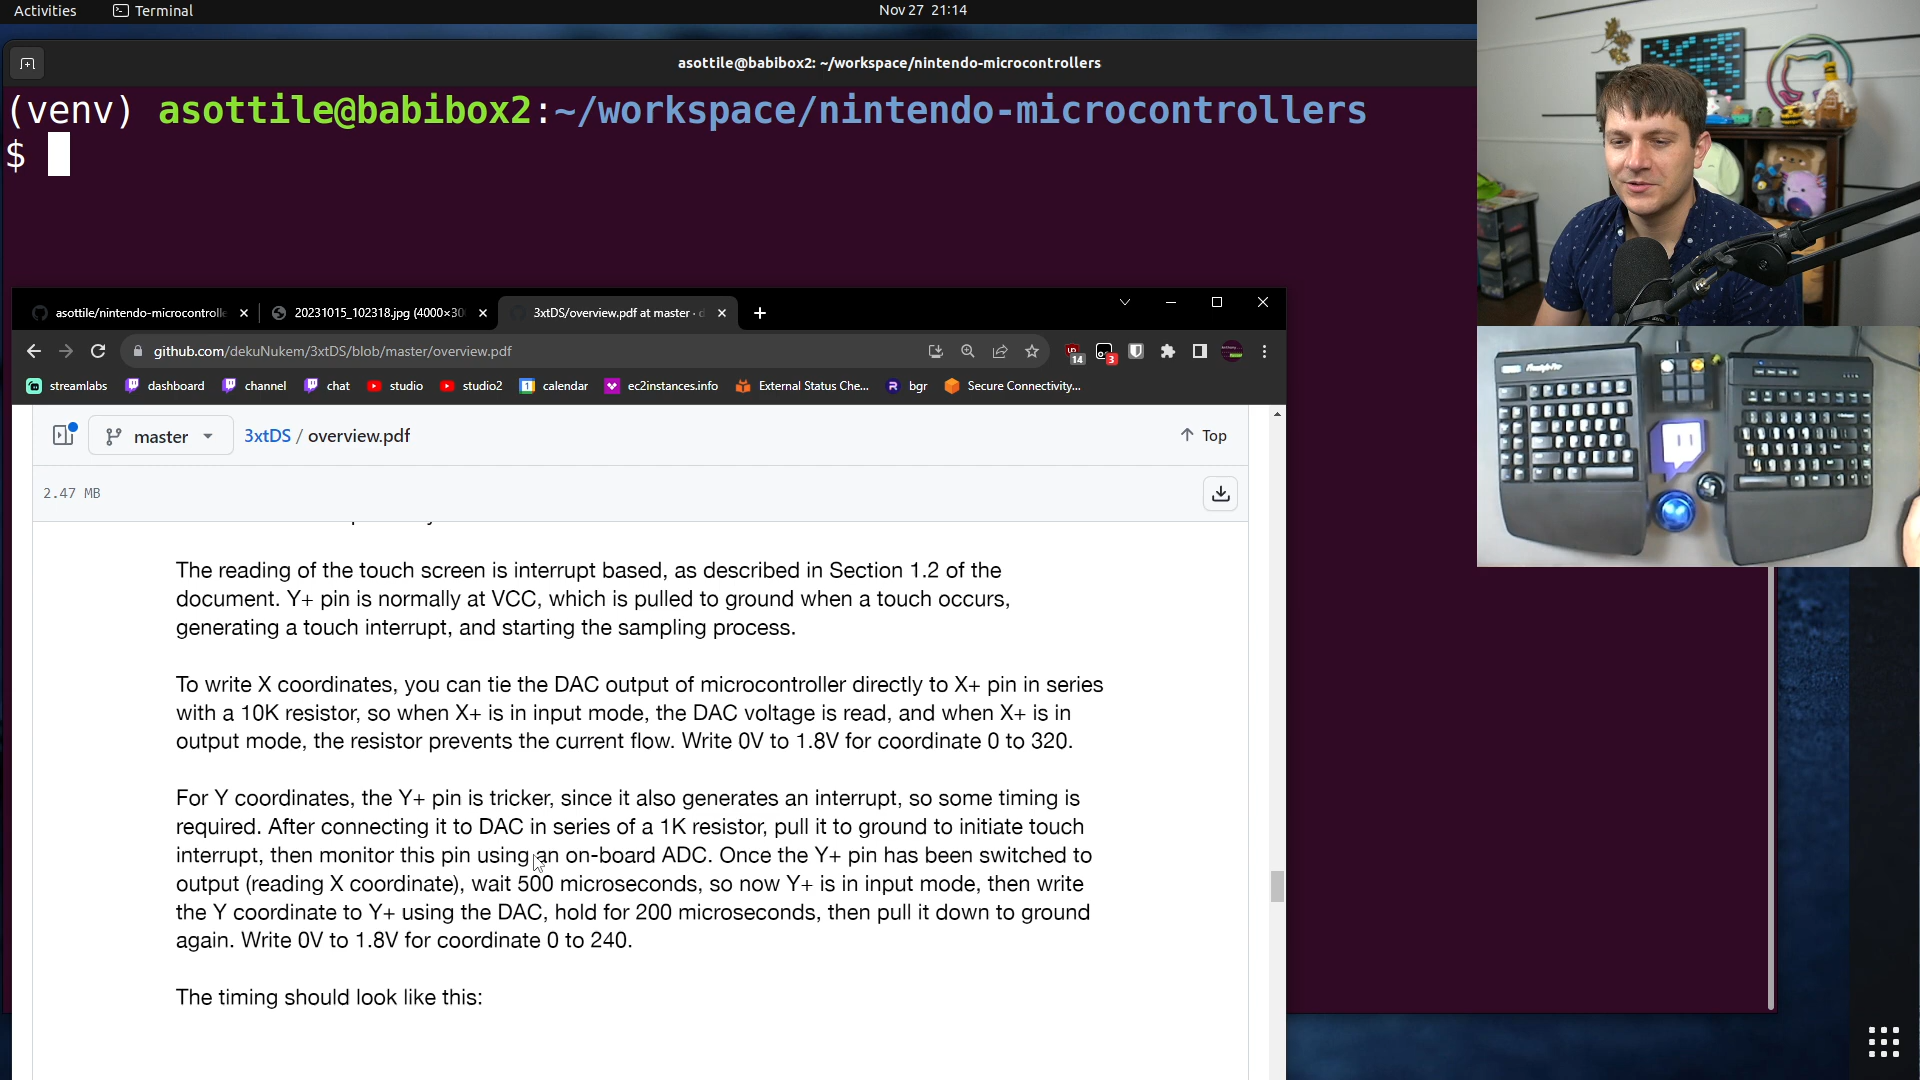 Activities
Terminal
Nov 27 21:14
asottile@babibox2: ~/workspace/nintendo-microcontrollers
(venv) asottile@babibox2:~/workspace/nintendo-microcontrollers
$
asottile/nintendo-microcontrolle
20231015_102318.jpg (4000×30
3xtDS/overview.pdf at master · d
github.com/dekuNukem/3xtDS/blob/master/overview.pdf
14
3
streamlabs
dashboard
channel
chat
studio
studio2
calendar
ec2instances.info
External Status Che...
bgr
Secure Connectivity...
master
3xtDS / overview.pdf
Top
2.47 MB
The reading of the touch screen is interrupt based, as described in Section 1.2 of the
document. Y+ pin is normally at VCC, which is pulled to ground when a touch occurs,
generating a touch interrupt, and starting the sampling process.
To write X coordinates, you can tie the DAC output of microcontroller directly to X+ pin in series
with a 10K resistor, so when X+ is in input mode, the DAC voltage is read, and when X+ is in
output mode, the resistor prevents the current flow. Write 0V to 1.8V for coordinate 0 to 320.
For Y coordinates, the Y+ pin is tricker, since it also generates an interrupt, so some timing is
required. After connecting it to DAC in series of a 1K resistor, pull it to ground to initiate touch
interrupt, then monitor this pin using an on-board ADC. Once the Y+ pin has been switched to
output (reading X coordinate), wait 500 microseconds, so now Y+ is in input mode, then write
the Y coordinate to Y+ using the DAC, hold for 200 microseconds, then pull it down to ground
again. Write 0V to 1.8V for coordinate 0 to 240.
The timing should look like this: